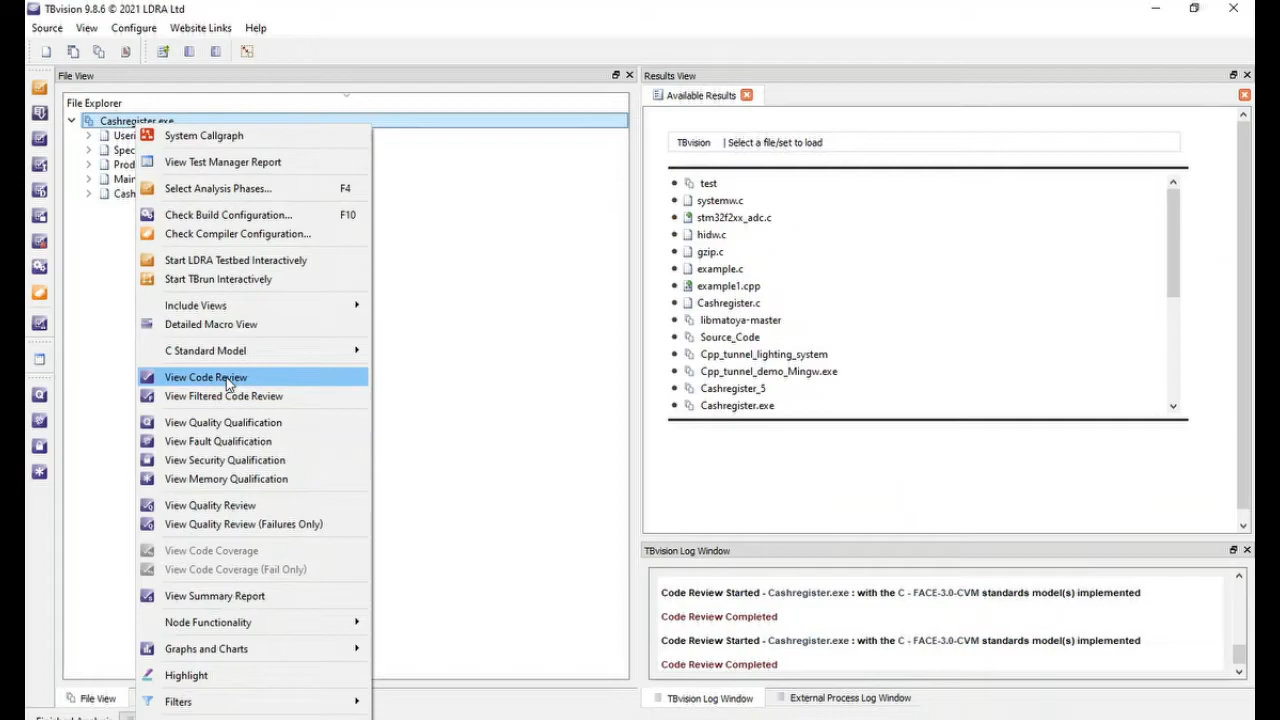 TBvision 9.8.6 © 2021 LDRA Ltd
Source View Configure Website Links Help
File View
File Explorer
Cashregister.exe
Spec
Prod
Main
Cash
System Callgraph
View Test Manager Report
Select Analysis Phases... F4
Check Build Configuration... F10
Check Compiler Configuration...
Start LDRA Testbed Interactively
Start TBrun Interactively
Include Views
Detailed Macro View
C Standard Model
View Code Review
View Filtered Code Review
View Quality Qualification
View Fault Qualification
View Security Qualification
View Memory Qualification
View Quality Review
View Quality Review (Failures Only)
View Code Coverage
View Code Coverage (Fail Only)
View Summary Report
Node Functionality
Graphs and Charts
Highlight
Filters
File View
Results View
Available Results
TBvision | Select a file/set to load
test
systemw.c
stm32f2xx_adc.c
hidw.c
gzip.c
example.c
example1.cpp
Cashregister.c
libmatoya-master
Source_Code
Cpp_tunnel_lighting_system
Cpp_tunnel_demo_Mingw.exe
Cashregister_5
Cashregister.exe
TBvision Log Window
Code Review Started - Cashregister.exe : with the C - FACE-3.0-CVM standards model(s) implemented
Code Review Completed
Code Review Started - Cashregister.exe : with the C - FACE-3.0-CVM standards model(s) implemented
Code Review Completed
TBvision Log Window External Process Log Window